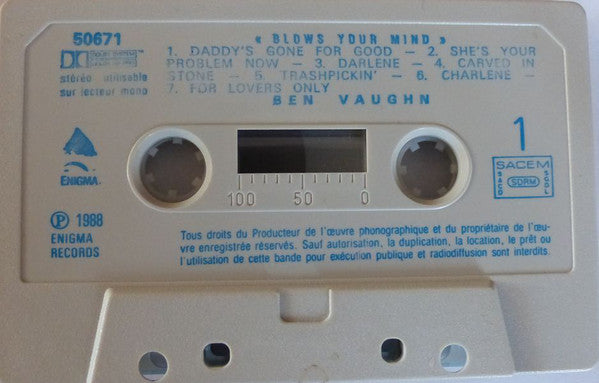 50671
« BLOWS YOUR MIND »
DOLBY SYSTEM
stéréo utilisable
sur lecteur mono
1. DADDY'S GONE FOR GOOD – 2. SHE'S YOUR
PROBLEM NOW – 3. DARLENE – 4. CARVED IN
STONE – 5. TRASHPICKIN' – 6. CHARLENE –
7. FOR LOVERS ONLY
BEN VAUGHN
1
ENIGMA
100 50 0
SACEM
SACD
SDRM
SGDL
Ⓟ 1988
ENIGMA
RECORDS
Tous droits du Producteur de l'œuvre phonographique et du propriétaire de l'œu-
vre enregistrée réservés. Sauf autorisation, la duplication, la location, le prêt ou
l'utilisation de cette bande pour exécution publique et radiodiffusion sont interdits.